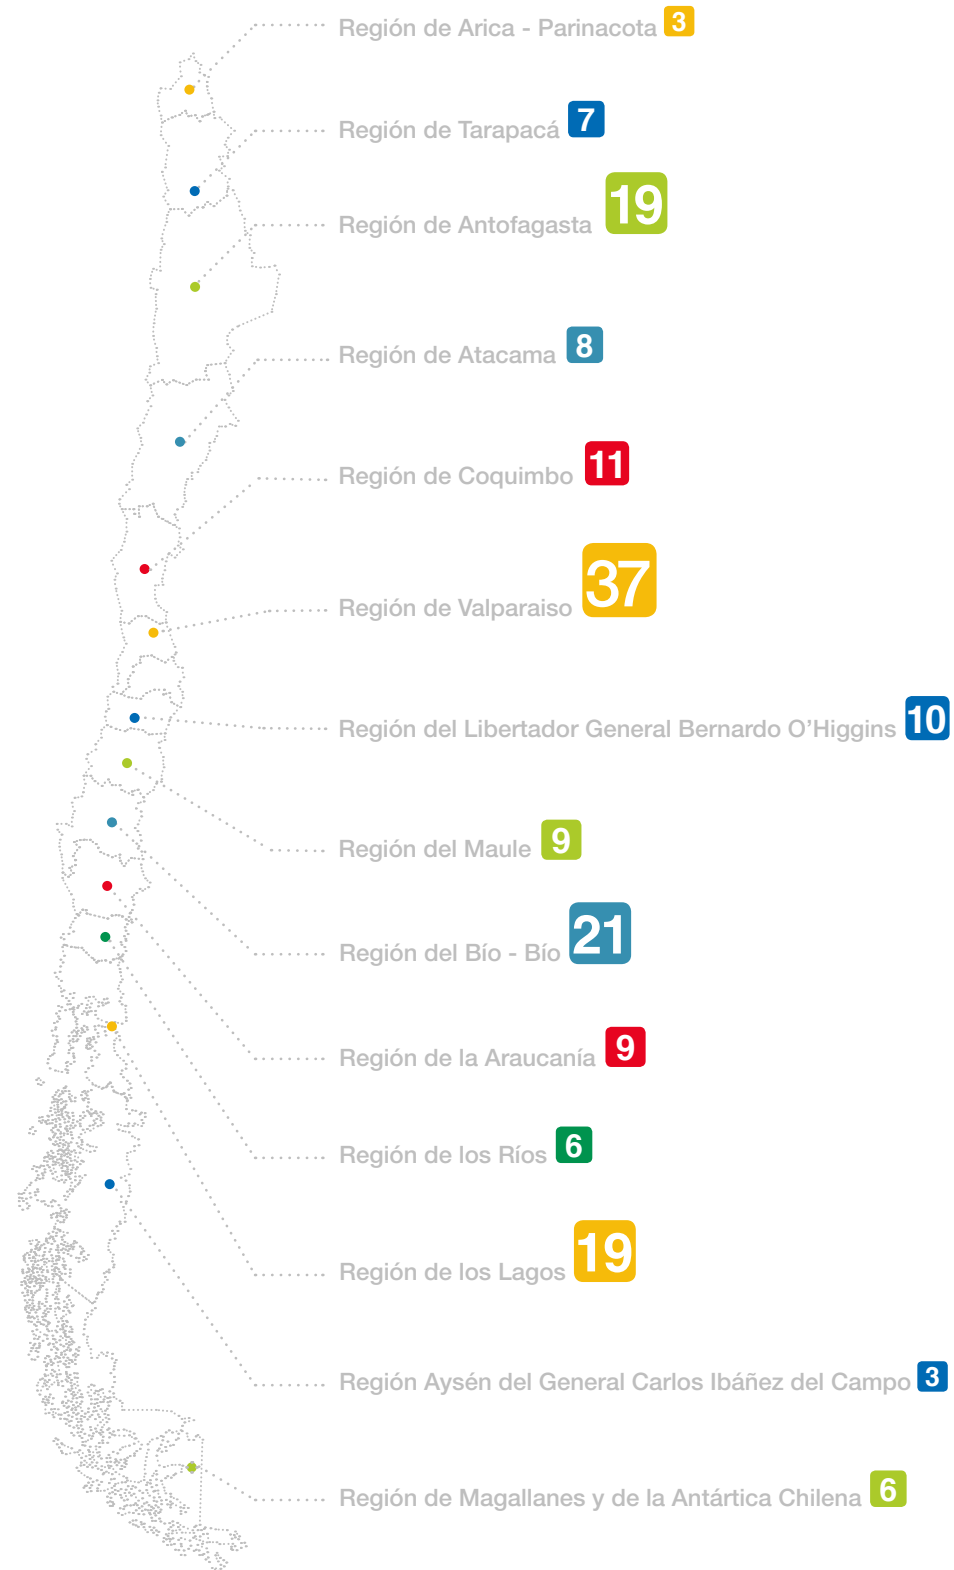 Región de Arica - Parinacota 3
Región de Tarapacá 7
Región de Antofagasta 19
Región de Atacama 8
Región de Coquimbo 11
Región de Valparaiso 37
Región del Libertador General Bernardo O’Higgins 10
Región del Maule 9
Región del Bío - Bío 21
Región de la Araucanía 9
Región de los Ríos 6
Región de los Lagos 19
Región Aysén del General Carlos Ibáñez del Campo 3
Región de Magallanes y de la Antártica Chilena 6